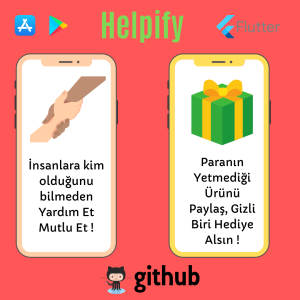 Helpify
Flutter
İnsanlara kim
olduğunu
bilmeden
Yardım Et
Mutlu Et !
Paranın
Yetmediği
Ürünü
Paylaş, Gizli
Biri Hediye
Alsın !
github